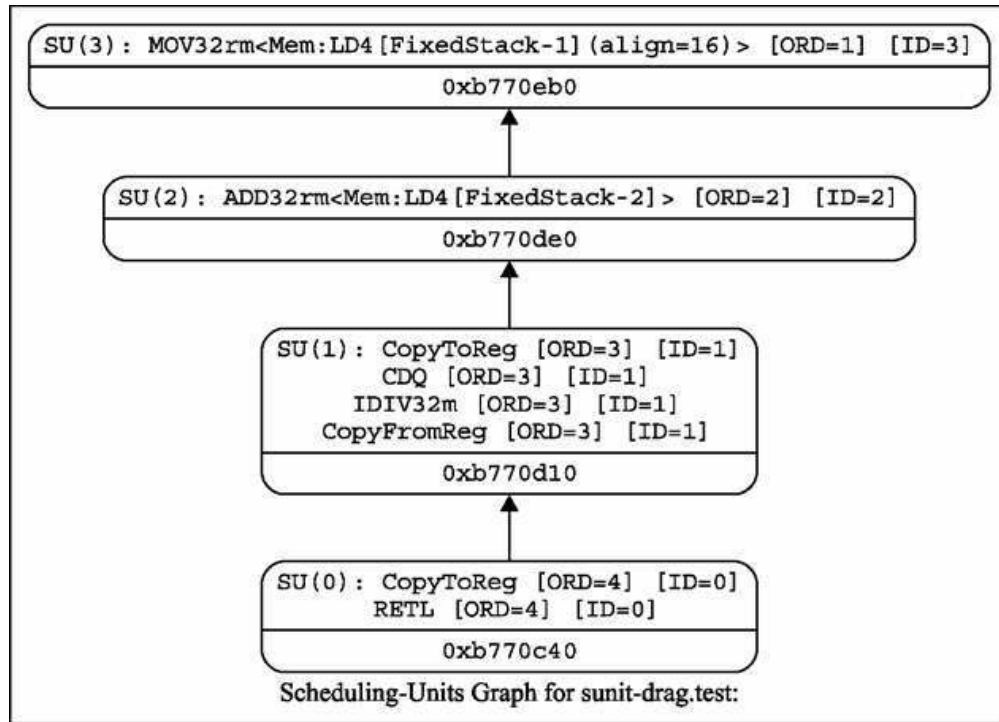 SU(3): MOV32rm<Mem:LD4[FixedStack-1](align=16)> [ORD=1] [ID=3]
0xb770eb0
SU(2): ADD32rm<Mem:LD4[FixedStack-2]> [ORD=2] [ID=2]
0xb770de0
SU(1): CopyToReg [ORD=3] [ID=1]
CDQ [ORD=3] [ID=1]
IDIV32m [ORD=3] [ID=1]
CopyFromReg [ORD=3] [ID=1]
0xb770d10
SU(0): CopyToReg [ORD=4] [ID=0]
RETL [ORD=4] [ID=0]
0xb770c40
Scheduling-Units Graph for sunit-drag.test: